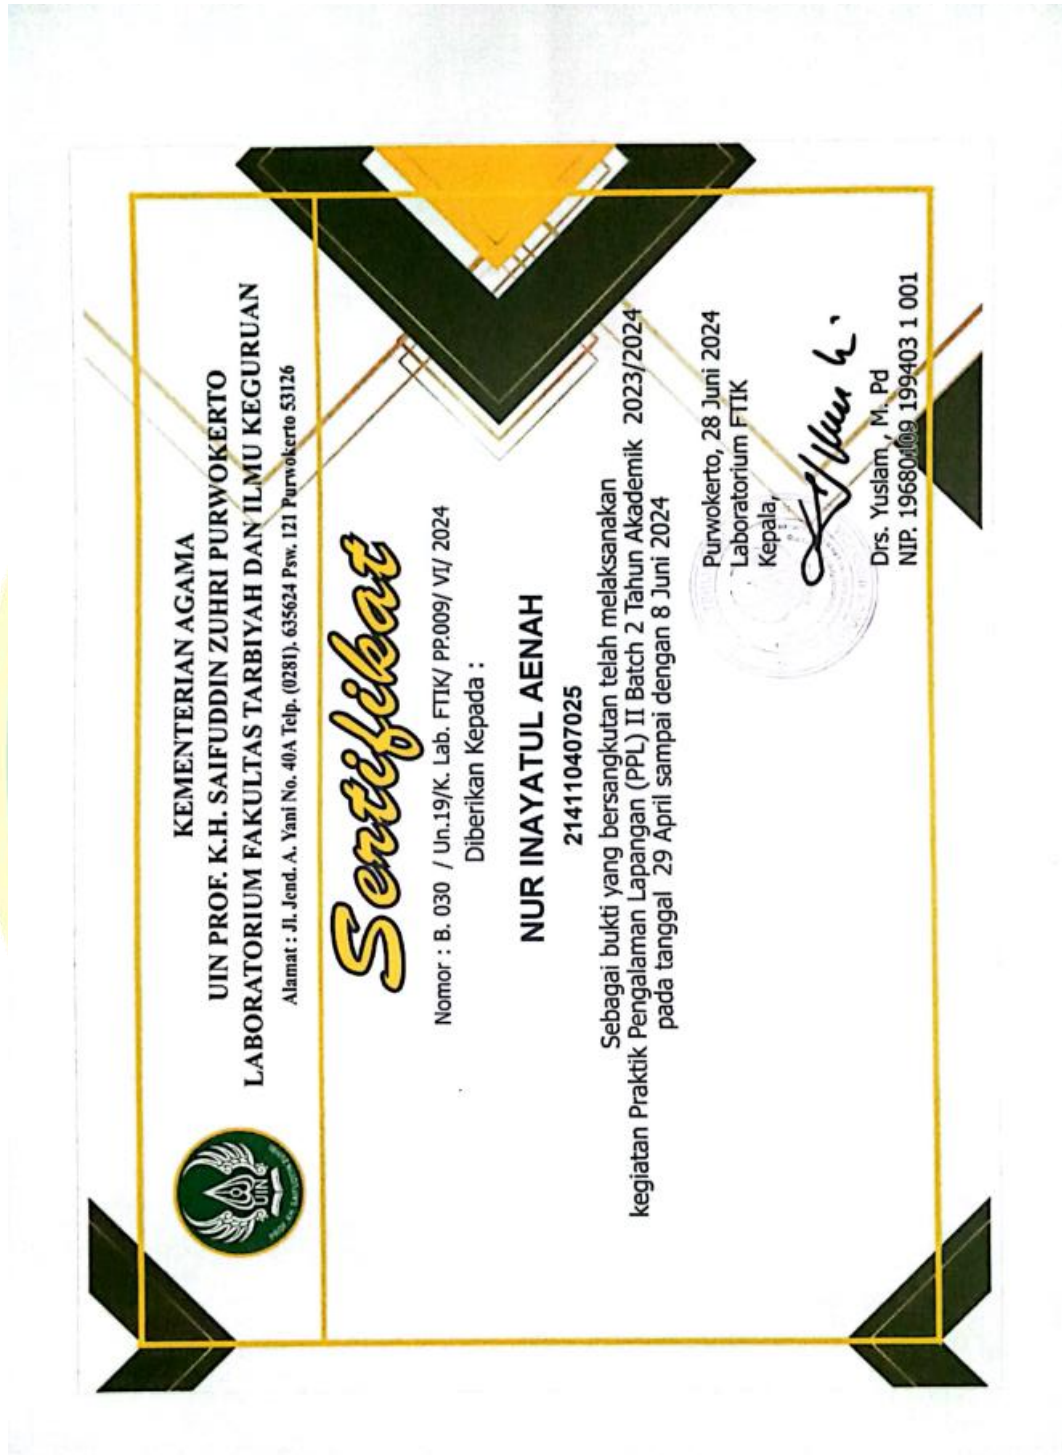 KEMENTERIAN AGAMA
UIN PROF. K.H. SAIFUDDIN ZUHRI PURWOKERTO
LABORATORIUM FAKULTAS TARBIYAH DAN ILMU KEGURUAN
Alamat : Jl. Jend. A. Yani No. 40A Telp. (0281). 635624 Psw. 121 Purwokerto 53126
UIN
Sertifikat
Nomor : B. 030 / Un.19/K. Lab. FTIK/ PP.009/ VI/ 2024
Diberikan Kepada :
NUR INAYATUL AENAH
214110407025
Sebagai bukti yang bersangkutan telah melaksanakan
kegiatan Praktik Pengalaman Lapangan (PPL) II Batch 2 Tahun Akademik 2023/2024
pada tanggal 29 April sampai dengan 8 Juni 2024
Purwokerto, 28 Juni 2024
Laboratorium FTIK
Kepala,
Drs. Yuslam, M. Pd
NIP. 19680109 199403 1 001